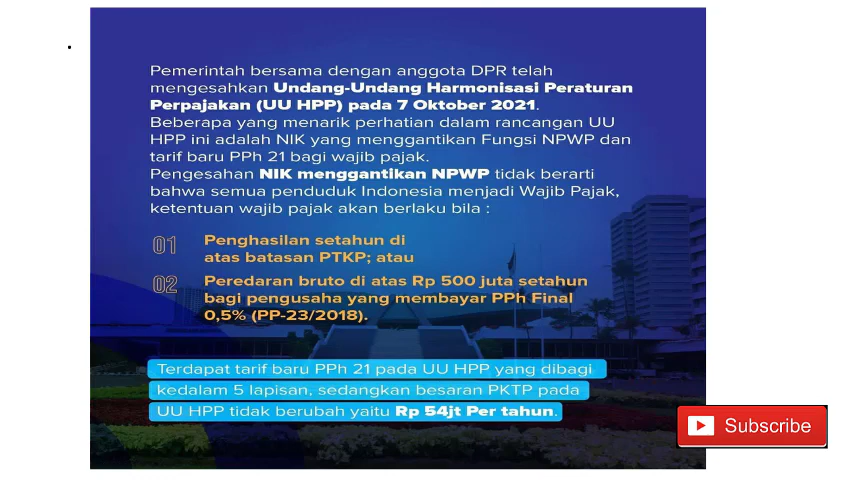 Pemerintah bersama dengan anggota DPR telah
mengesahkan Undang-Undang Harmonisasi Peraturan
Perpajakan (UU HPP) pada 7 Oktober 2021.
Beberapa yang menarik perhatian dalam rancangan UU
HPP ini adalah NIK yang menggantikan Fungsi NPWP dan
tarif baru PPh 21 bagi wajib pajak.
Pengesahan NIK menggantikan NPWP tidak berarti
bahwa semua penduduk Indonesia menjadi Wajib Pajak,
ketentuan wajib pajak akan berlaku bila :
01 Penghasilan setahun di
atas batasan PTKP; atau
02 Peredaran bruto di atas Rp 500 juta setahun
bagi pengusaha yang membayar PPh Final
0,5% (PP-23/2018).
Terdapat tarif baru PPh 21 pada UU HPP yang dibagi
kedalam 5 lapisan, sedangkan besaran PKTP pada
UU HPP tidak berubah yaitu Rp 54jt Per tahun.
Subscribe